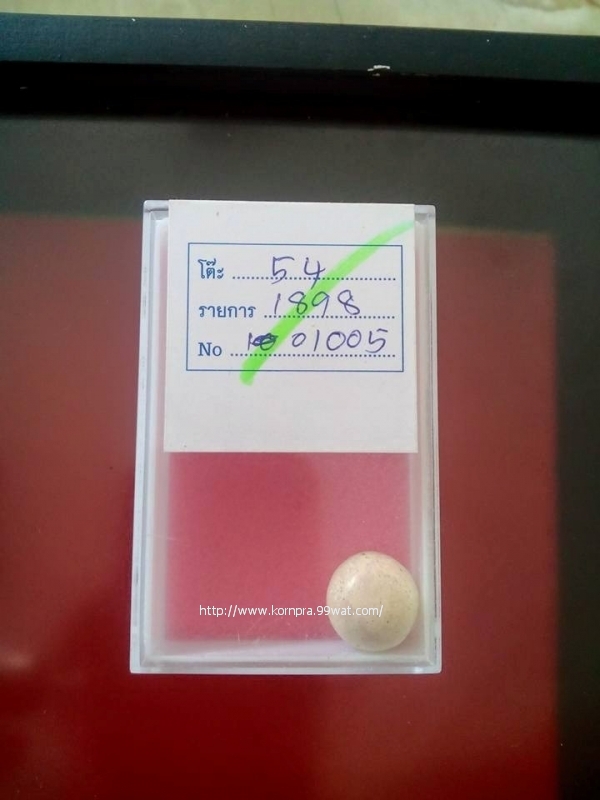 โต๊ะ 54
รายการ 1898
No 01005
http://www.kornpra.99wat.com/